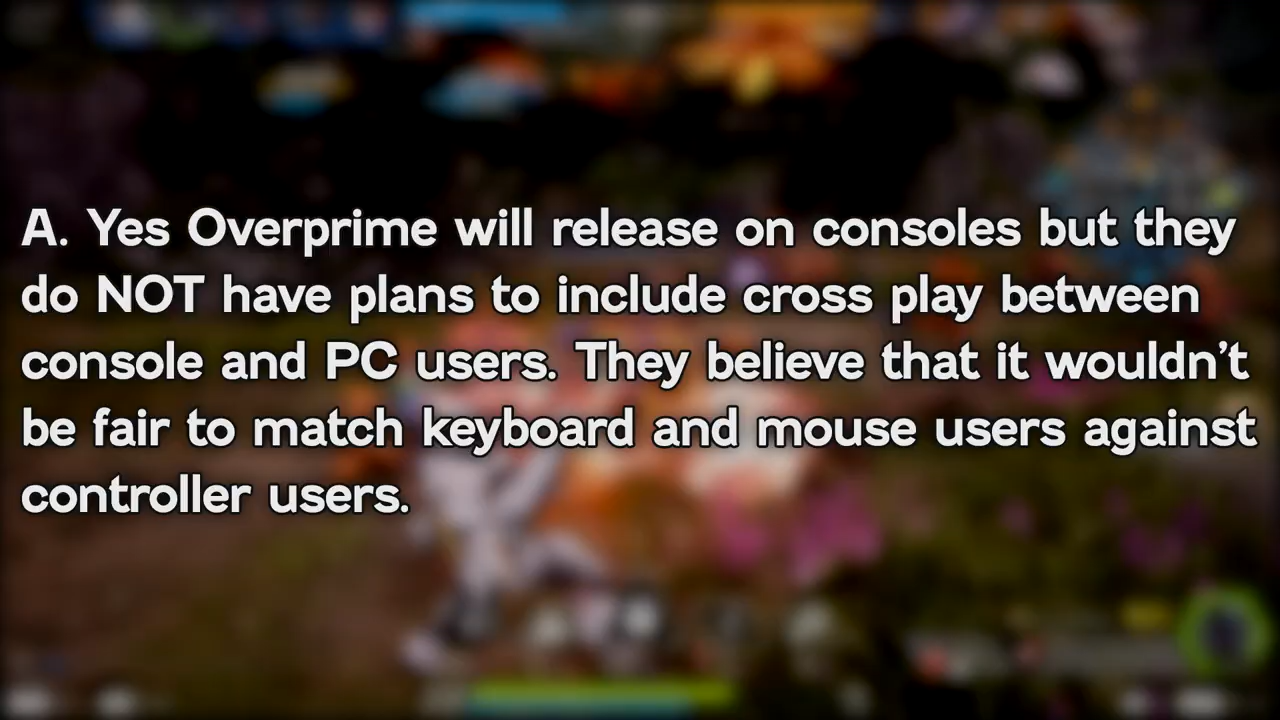 A. Yes Overprime will release on consoles but they
do NOT have plans to include cross play between
console and PC users. They believe that it wouldn’t
be fair to match keyboard and mouse users against
controller users.